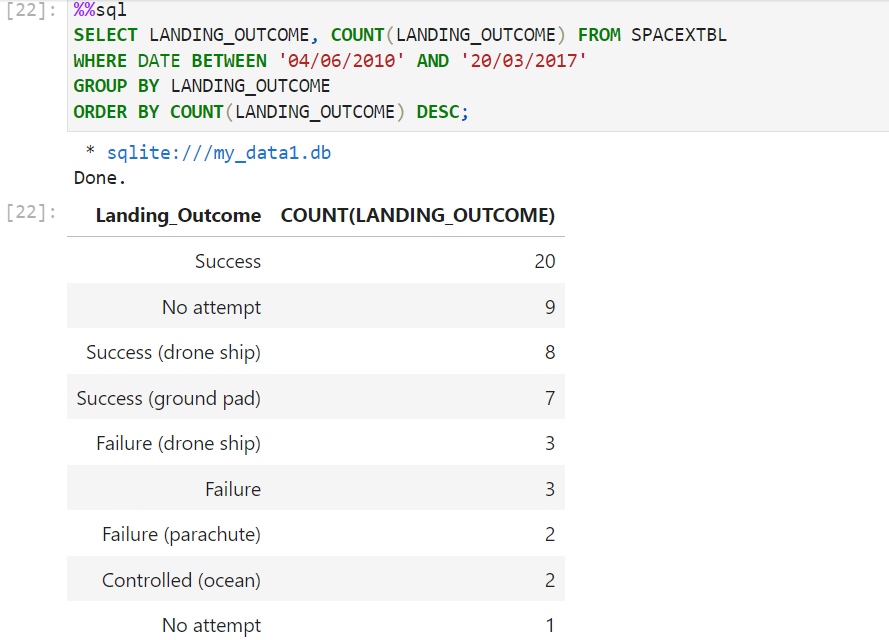 [22]: %%sql
SELECT LANDING_OUTCOME, COUNT(LANDING_OUTCOME) FROM SPACEXTBL
WHERE DATE BETWEEN '04/06/2010' AND '20/03/2017'
GROUP BY LANDING_OUTCOME
ORDER BY COUNT(LANDING_OUTCOME) DESC;
* sqlite:///my_data1.db
Done.
[22]: Landing_Outcome COUNT(LANDING_OUTCOME)
Success 20
No attempt 9
Success (drone ship) 8
Success (ground pad) 7
Failure (drone ship) 3
Failure 3
Failure (parachute) 2
Controlled (ocean) 2
No attempt 1